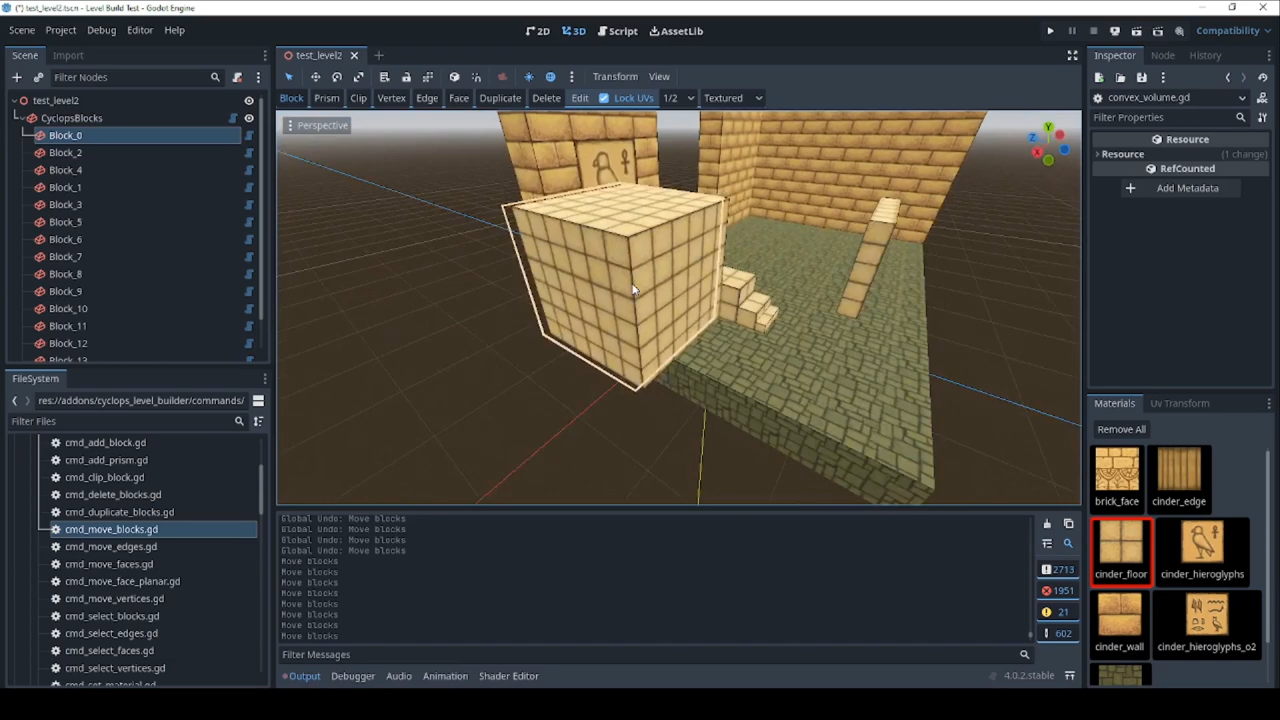 (*) test_level2.tscn - Level Build Test - Godot Engine
Scene Project Debug Editor Help
2D 3D Script AssetLib
Compatibility
Scene Import
test_level2
Inspector Node History
Filter Nodes
Transform View
convex_volume.gd
Block Prism Clip Vertex Edge Face Duplicate Delete Edit Lock UVs 1/2 Textured
Filter Properties
test_level2
CyclopsBlocks
Block_0
Block_2
Block_4
Block_1
Block_3
Block_5
Block_6
Block_7
Block_8
Block_9
Block_10
Block_11
Block_12
Block_13
Perspective
Y
Z
X
Resource
Resource (1 change)
RefCounted
Add Metadata
FileSystem
res://addons/cyclops_level_builder/commands/
Filter Files
cmd_add_block.gd
cmd_add_prism.gd
cmd_clip_block.gd
cmd_delete_blocks.gd
cmd_duplicate_blocks.gd
cmd_move_blocks.gd
cmd_move_edges.gd
cmd_move_faces.gd
cmd_move_face_planar.gd
cmd_move_vertices.gd
cmd_select_blocks.gd
cmd_select_edges.gd
cmd_select_faces.gd
cmd_select_vertices.gd
cmd_set_material.gd
Global Undo: Move blocks
Global Undo: Move blocks
Global Undo: Move blocks
Global Undo: Move blocks
Move blocks
Move blocks
Move blocks
Move blocks
Move blocks
Move blocks
Move blocks
Move blocks
2713
1951
21
602
Filter Messages
Output Debugger Audio Animation Shader Editor
4.0.2.stable
Materials Uv Transform
Remove All
brick_face cinder_edge
cinder_floor cinder_hieroglyphs
cinder_wall cinder_hieroglyphs_o2